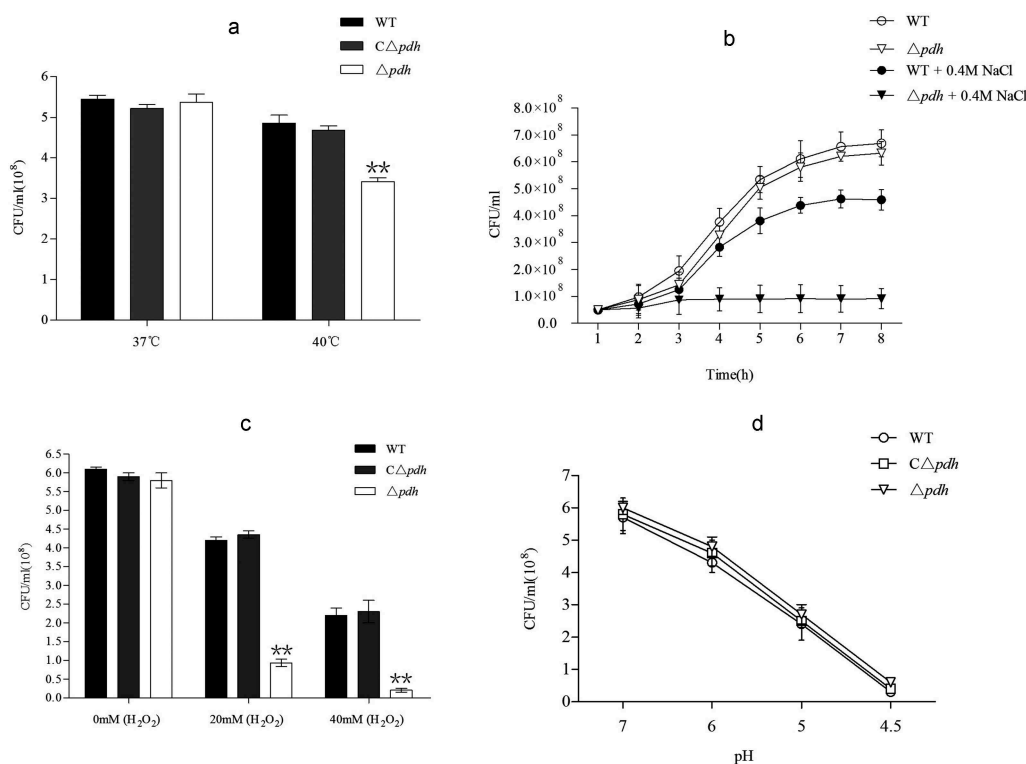 a
WT
C△pdh
△pdh
CFU/ml(10⁸)
6
5
4
3
2
1
0
**
37℃
40℃
b
WT
△pdh
WT + 0.4M NaCl
△pdh + 0.4M NaCl
CFU/ml
8.0×10⁸
7.0×10⁸
6.0×10⁸
5.0×10⁸
4.0×10⁸
3.0×10⁸
2.0×10⁸
1.0×10⁸
0.0
1 2 3 4 5 6 7 8
Time(h)
c
WT
C△pdh
△pdh
CFU/ml(10⁸)
6.5
6.0
5.5
5.0
4.5
4.0
3.5
3.0
2.5
2.0
1.5
1.0
0.5
0.0
**
**
0mM (H₂O₂)
20mM (H₂O₂)
40mM (H₂O₂)
d
WT
C△pdh
△pdh
CFU/ml(10⁸)
7
6
5
4
3
2
1
0
7 6 5 4.5
pH